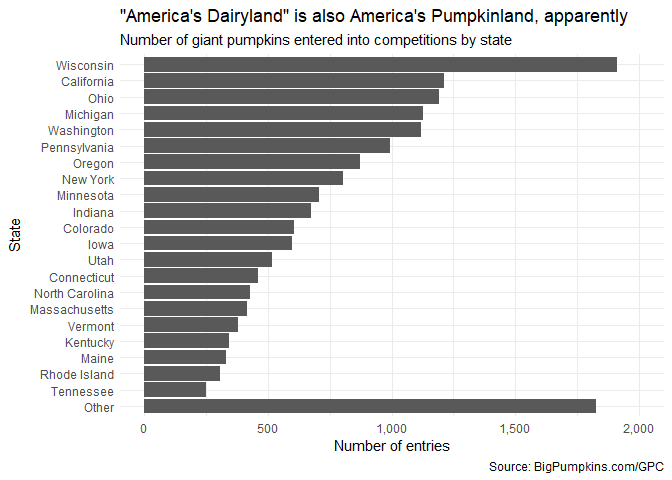 "America's Dairyland" is also America's Pumpkinland, apparently
Number of giant pumpkins entered into competitions by state
State
Wisconsin
California
Ohio
Michigan
Washington
Pennsylvania
Oregon
New York
Minnesota
Indiana
Colorado
Iowa
Utah
Connecticut
North Carolina
Massachusetts
Vermont
Kentucky
Maine
Rhode Island
Tennessee
Other
0 500 1,000 1,500 2,000
Number of entries
Source: BigPumpkins.com/GPC